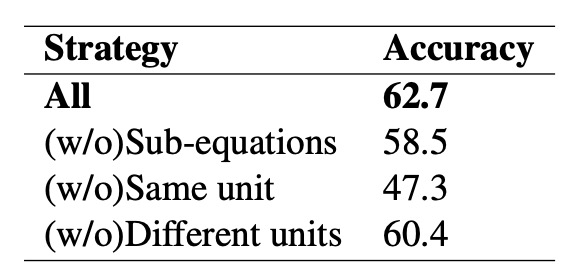 Strategy Accuracy
All 62.7
(w/o)Sub-equations 58.5
(w/o)Same unit 47.3
(w/o)Different units 60.4